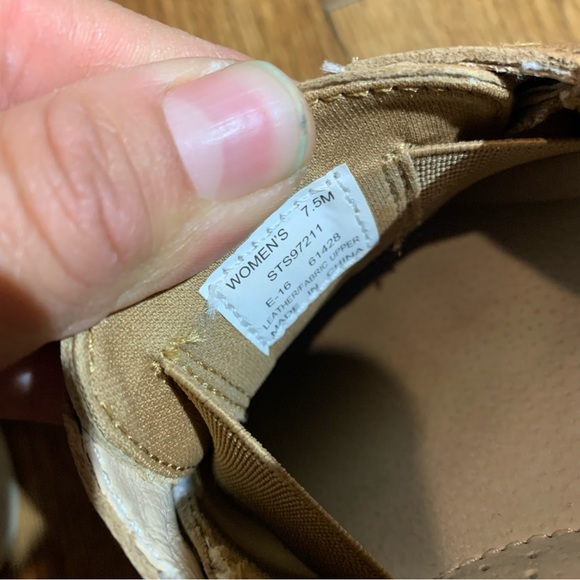 WOMEN'S 7.5M
STS97211
E-16 61428
LEATHER/FABRIC UPPER
MADE IN CHINA